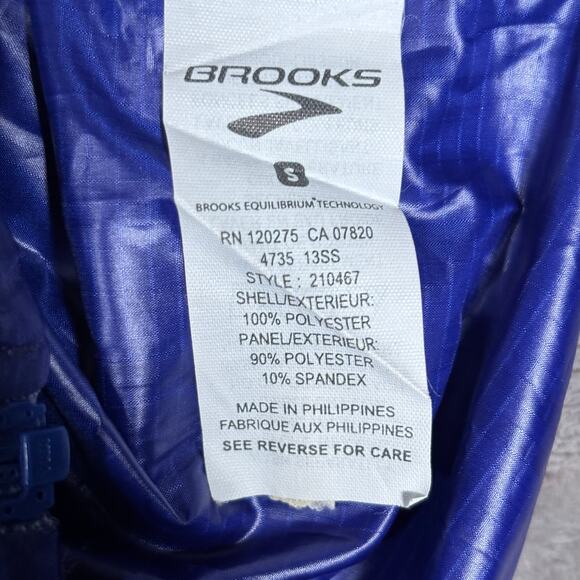 BROOKS
S
BROOKS EQUILIBRIUM TECHNOLOGY
RN 120275 CA 07820
4735 13SS
STYLE : 210467
SHELL/EXTERIEUR:
100% POLYESTER
PANEL/EXTERIEUR:
90% POLYESTER
10% SPANDEX
MADE IN PHILIPPINES
FABRIQUE AUX PHILIPPINES
SEE REVERSE FOR CARE